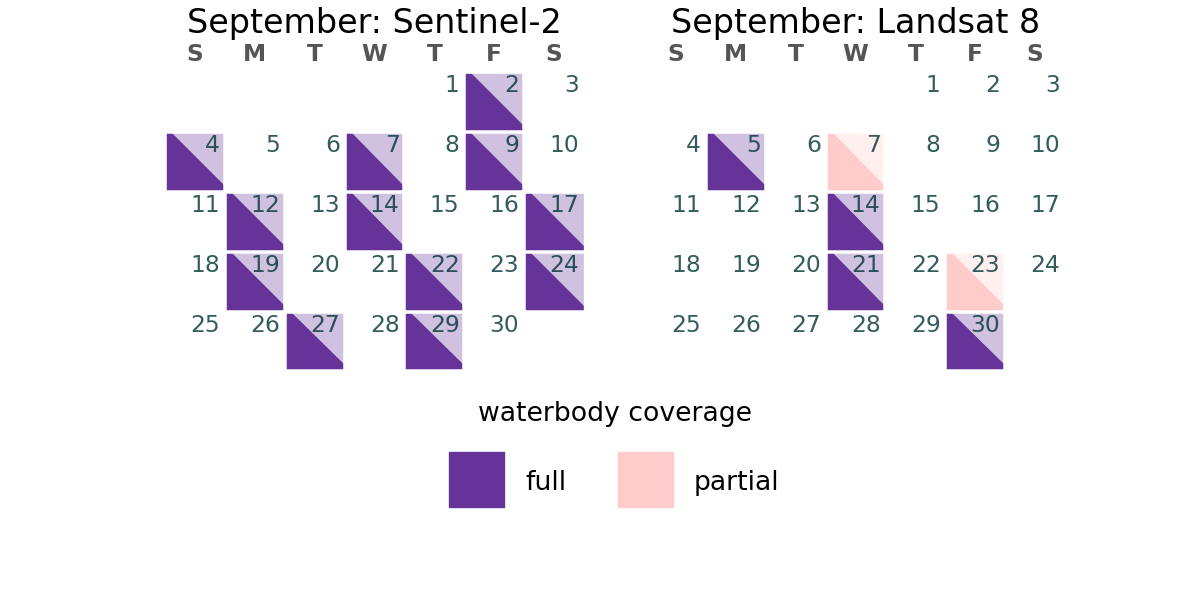 September: Sentinel-2
S M T W T F S
1 2 3
4 5 6 7 8 9 10
11 12 13 14 15 16 17
18 19 20 21 22 23 24
25 26 27 28 29 30
September: Landsat 8
S M T W T F S
1 2 3
4 5 6 7 8 9 10
11 12 13 14 15 16 17
18 19 20 21 22 23 24
25 26 27 28 29 30
waterbody coverage
full partial